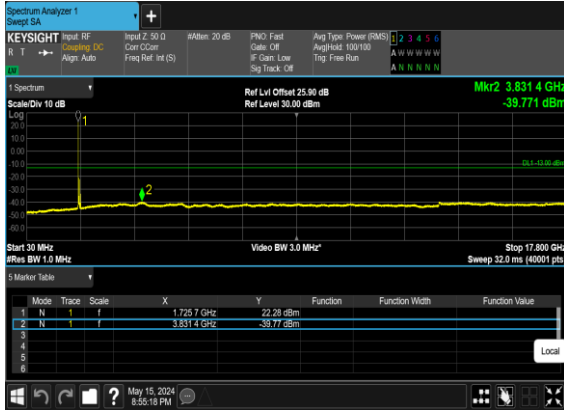 Spectrum Analyzer 1
Swept SA
+
KEYSIGHT Input: RF Input Z: 50 Ω #Atten: 20 dB PNO: Fast Avg Type: Power (RMS) 1 2 3 4 5 6
R T Coupling: DC Corr CCorr Gate: Off Avg|Hold: 100/100 A W W W W W
Align: Auto Freq Ref: Int (S) IF Gain: Low Trig: Free Run
Sig Track: Off A N N N N N
1 Spectrum Ref Lvl Offset 25.90 dB Mkr2 3.831 4 GHz
Scale/Div 10 dB Ref Level 30.00 dBm -39.771 dBm
Log
20.0
10.0
0.00
-10.0
-20.0
-30.0
-40.0
-50.0
-60.0
1
2
DL1 -13.00 dBm
Start 30 MHz Video BW 3.0 MHz* Stop 17.800 GHz
#Res BW 1.0 MHz Sweep 32.0 ms (40001 pts)
5 Marker Table
Mode Trace Scale X Y Function Function Width Function Value
1 N 1 f 1.725 7 GHz 22.28 dBm
2 N 1 f 3.831 4 GHz -39.77 dBm
3
4
5
6
Local
? May 15, 2024
8:55:18 PM